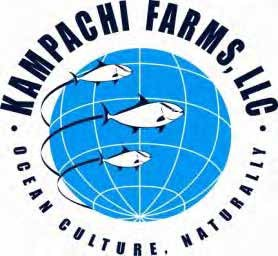 KAMPACHI FARMS, LLC
• OCEAN CULTURE, NATURALLY •